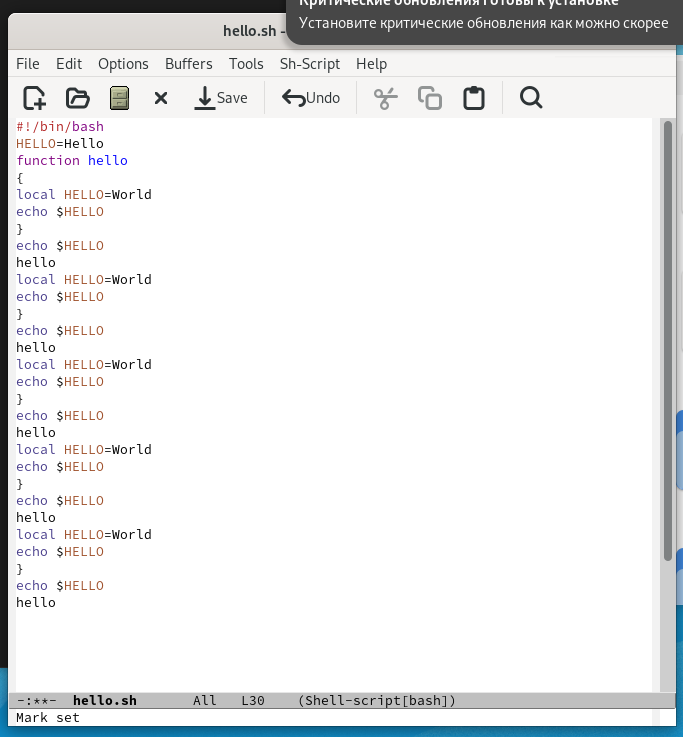 Критические обновления готовы к установке
Установите критические обновления как можно скорее
hello.sh -
File Edit Options Buffers Tools Sh-Script Help
Save Undo
#!/bin/bash
HELLO=Hello
function hello
{
local HELLO=World
echo $HELLO
}
echo $HELLO
hello
local HELLO=World
echo $HELLO
}
echo $HELLO
hello
local HELLO=World
echo $HELLO
}
echo $HELLO
hello
local HELLO=World
echo $HELLO
}
echo $HELLO
hello
local HELLO=World
echo $HELLO
}
echo $HELLO
hello
-:**- hello.sh All L30 (Shell-script[bash])
Mark set